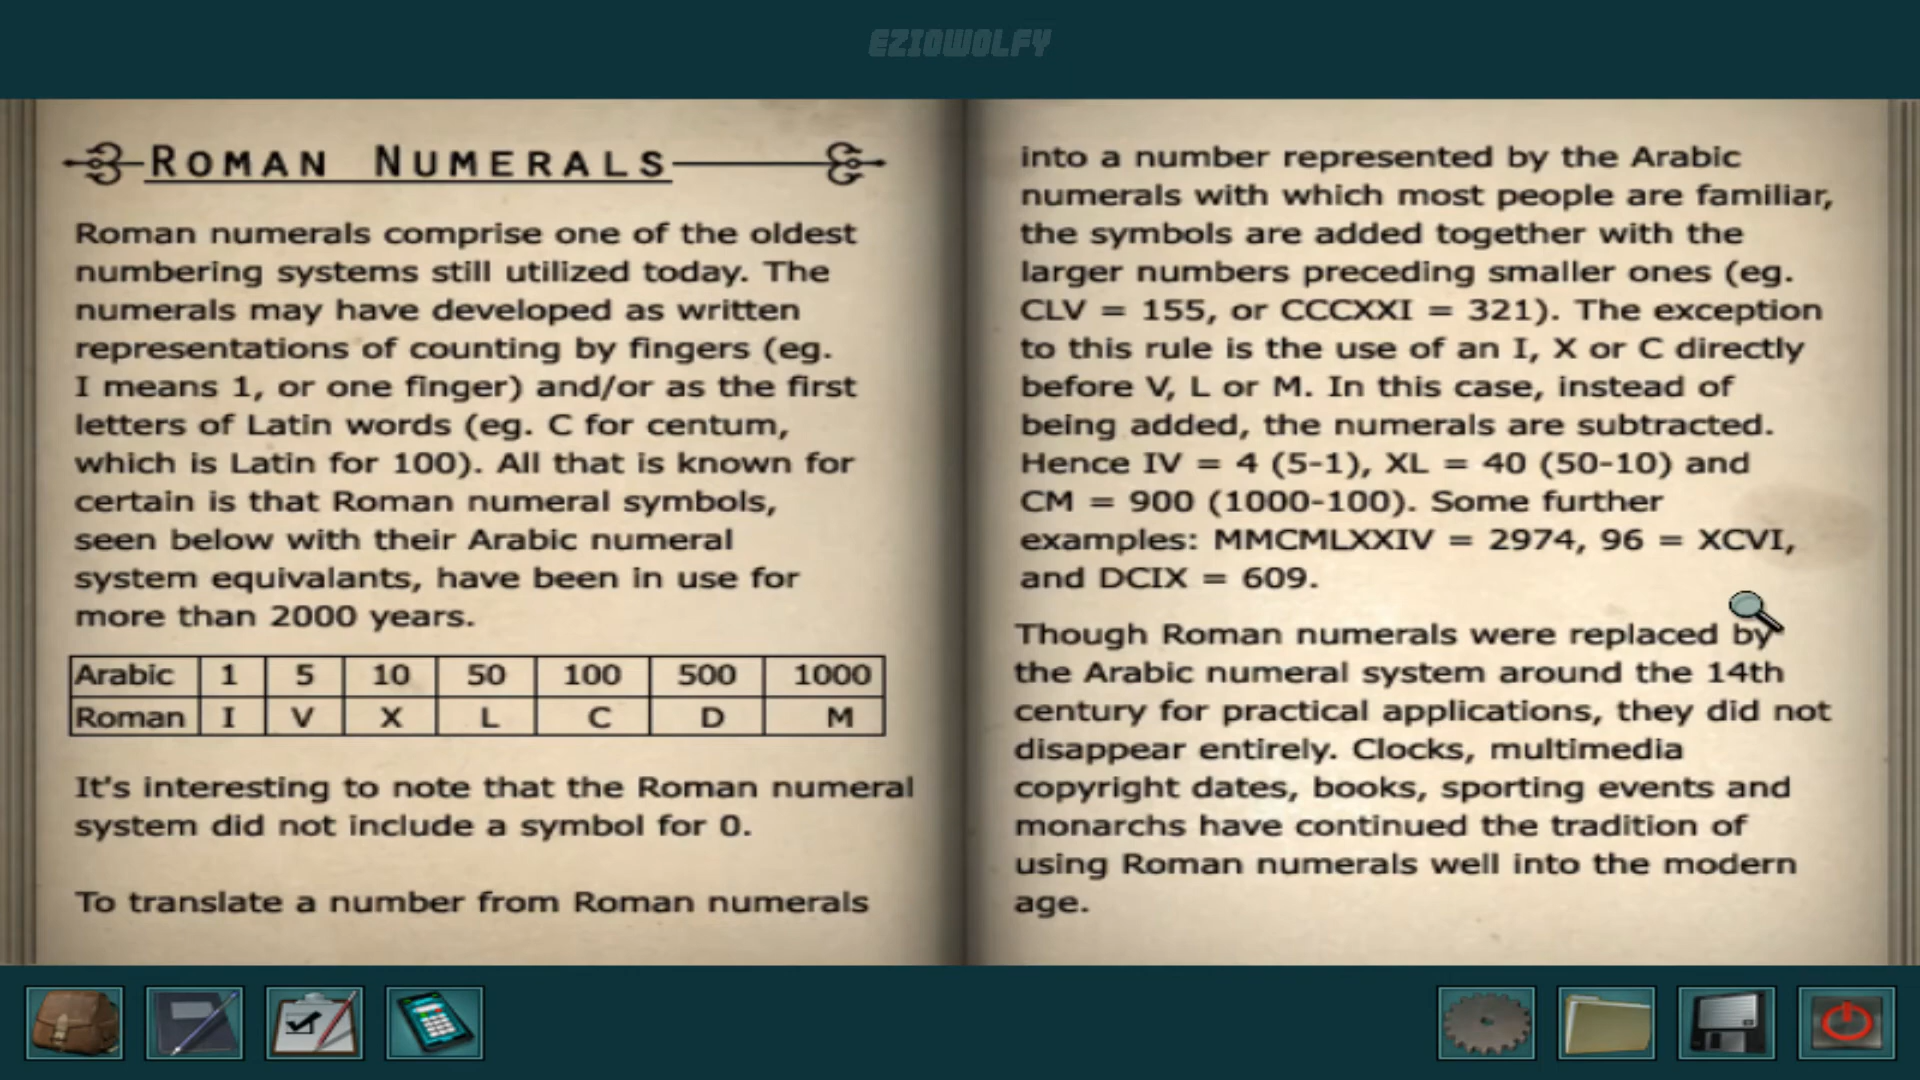 EZIOWOLFY
ROMAN NUMERALS
Roman numerals comprise one of the oldest
numbering systems still utilized today. The
numerals may have developed as written
representations of counting by fingers (eg.
I means 1, or one finger) and/or as the first
letters of Latin words (eg. C for centum,
which is Latin for 100). All that is known for
certain is that Roman numeral symbols,
seen below with their Arabic numeral
system equivalants, have been in use for
more than 2000 years.
Arabic 1 5 10 50 100 500 1000
Roman I V X L C D M
It's interesting to note that the Roman numeral
system did not include a symbol for 0.
To translate a number from Roman numerals
into a number represented by the Arabic
numerals with which most people are familiar,
the symbols are added together with the
larger numbers preceding smaller ones (eg.
CLV = 155, or CCCXXI = 321). The exception
to this rule is the use of an I, X or C directly
before V, L or M. In this case, instead of
being added, the numerals are subtracted.
Hence IV = 4 (5-1), XL = 40 (50-10) and
CM = 900 (1000-100). Some further
examples: MMCMLXXIV = 2974, 96 = XCVI,
and DCIX = 609.
Though Roman numerals were replaced by
the Arabic numeral system around the 14th
century for practical applications, they did not
disappear entirely. Clocks, multimedia
copyright dates, books, sporting events and
monarchs have continued the tradition of
using Roman numerals well into the modern
age.